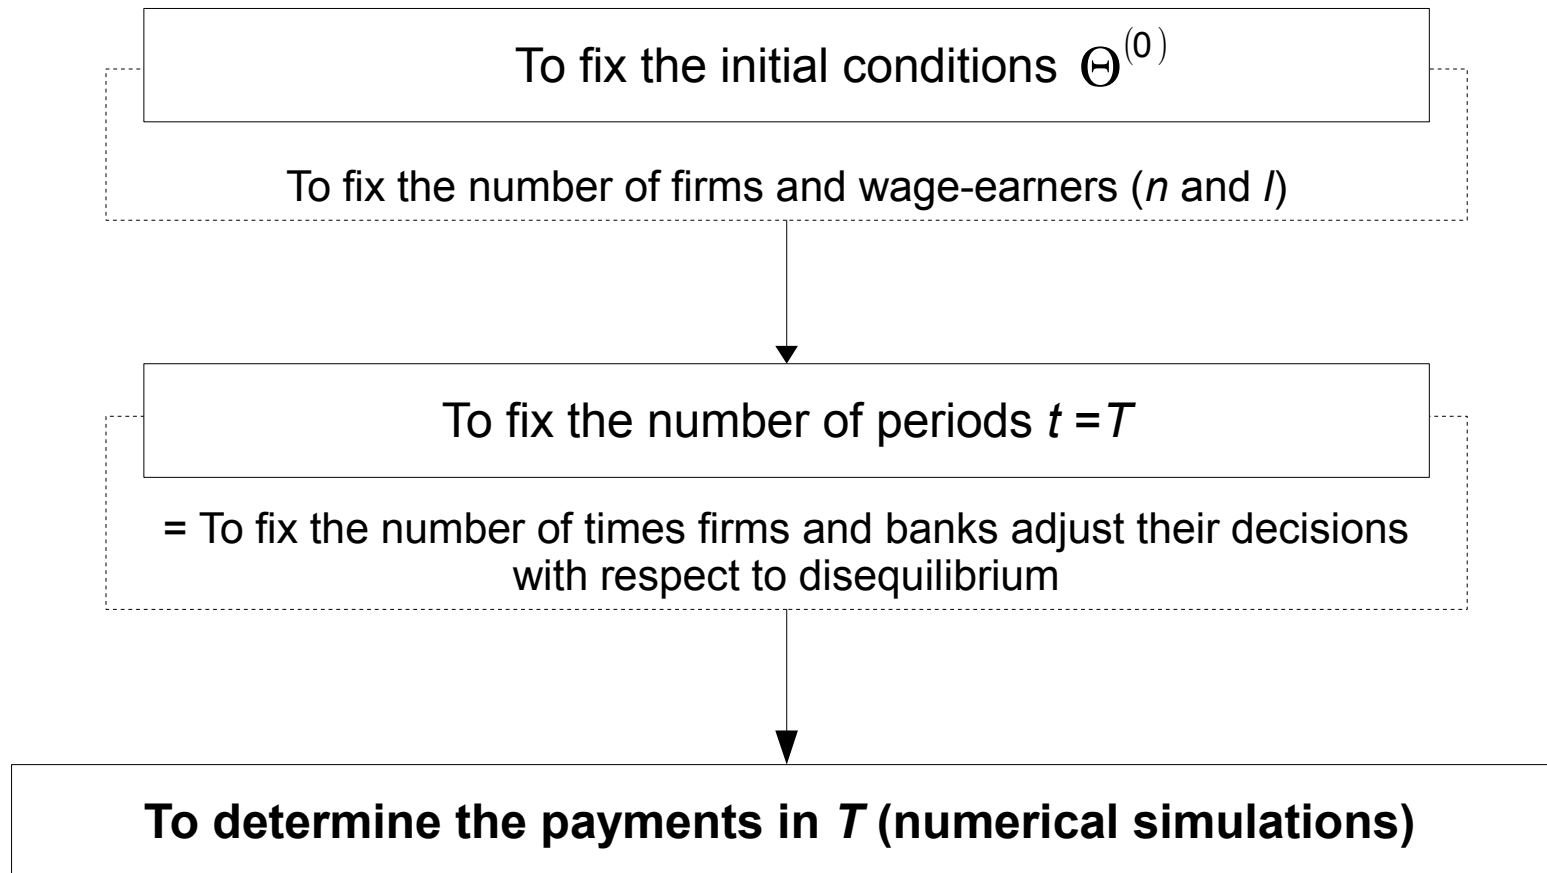 To fix the initial conditions Θ^(0)
To fix the number of firms and wage-earners (n and l)
To fix the number of periods t =T
= To fix the number of times firms and banks adjust their decisions
with respect to disequilibrium
To determine the payments in T (numerical simulations)